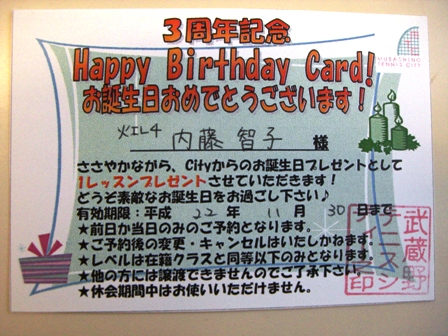 3周年記念
MUSASHINO
TENNIS CITY
Happy Birthday Card!
お誕生日おめでとうございます!
火IL4 内藤 智子 様
ささやかながら、Cityからのお誕生日プレゼントとして
1レッスンプレゼントさせていただきます!
どうぞ素敵なお誕生日をお過ごし下さい♪
有効期限:平成 22 年 11 月 30 日まで
★前日か当日のみのご予約となります。
★ご予約後の変更・キャンセルはいたしかねます。
★レベルは在籍クラスと同等以下のみとなります。
★他の方には譲渡できませんのでご了承下さい。
★休会期間中はお使いいただけません。
武蔵野
テニスシ
ティ之印